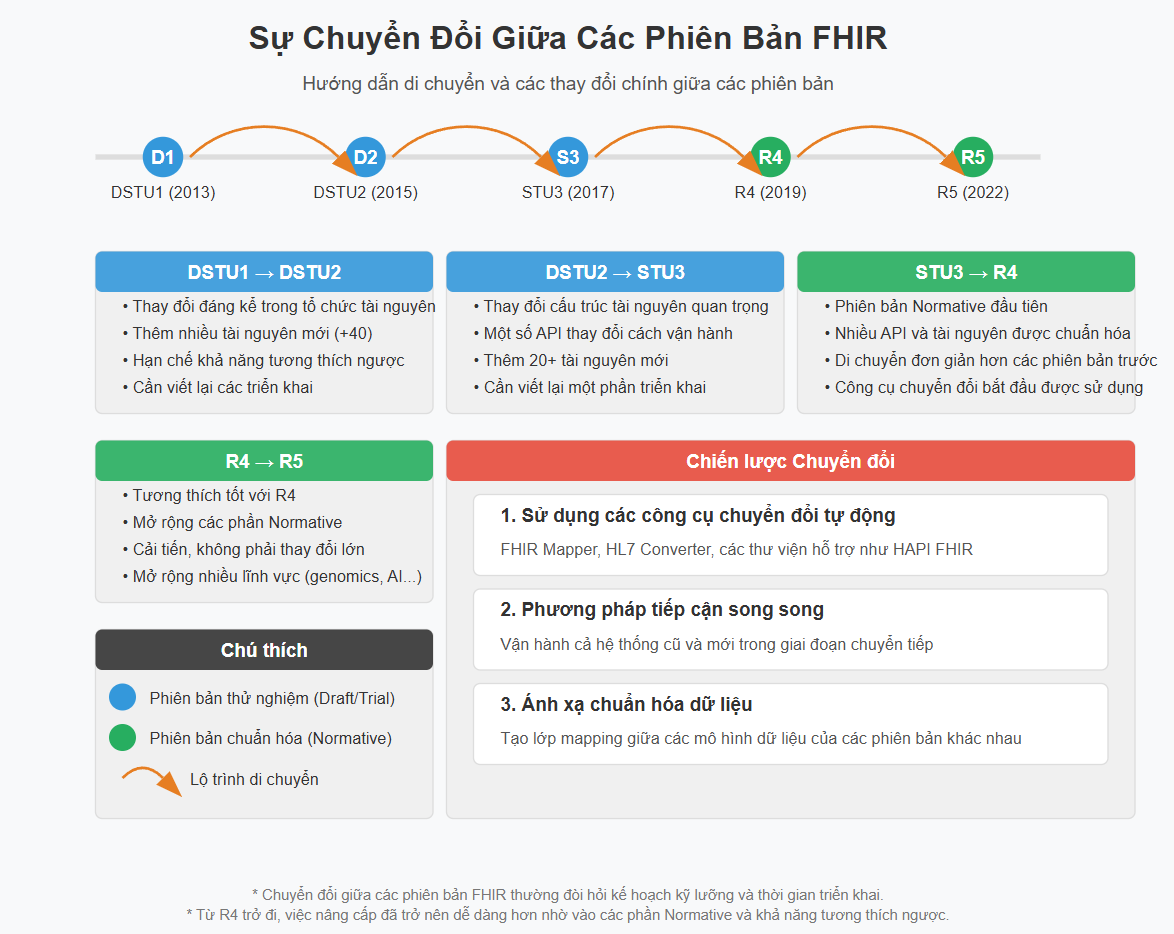 Sự Chuyển Đổi Giữa Các Phiên Bản FHIR
Hướng dẫn di chuyển và các thay đổi chính giữa các phiên bản
D1
D2
S3
R4
R5
DSTU1 (2013)
DSTU2 (2015)
STU3 (2017)
R4 (2019)
R5 (2022)
DSTU1 → DSTU2
• Thay đổi đáng kể trong tổ chức tài nguyên
• Thêm nhiều tài nguyên mới (+40)
• Hạn chế khả năng tương thích ngược
• Cần viết lại các triển khai
DSTU2 → STU3
• Thay đổi cấu trúc tài nguyên quan trọng
• Một số API thay đổi cách vận hành
• Thêm 20+ tài nguyên mới
• Cần viết lại một phần triển khai
STU3 → R4
• Phiên bản Normative đầu tiên
• Nhiều API và tài nguyên được chuẩn hóa
• Di chuyển đơn giản hơn các phiên bản trước
• Công cụ chuyển đổi bắt đầu được sử dụng
R4 → R5
• Tương thích tốt với R4
• Mở rộng các phần Normative
• Cải tiến, không phải thay đổi lớn
• Mở rộng nhiều lĩnh vực (genomics, AI...)
Chiến lược Chuyển đổi
1. Sử dụng các công cụ chuyển đổi tự động
FHIR Mapper, HL7 Converter, các thư viện hỗ trợ như HAPI FHIR
2. Phương pháp tiếp cận song song
Vận hành cả hệ thống cũ và mới trong giai đoạn chuyển tiếp
3. Ánh xạ chuẩn hóa dữ liệu
Tạo lớp mapping giữa các mô hình dữ liệu của các phiên bản khác nhau
Chú thích
Phiên bản thử nghiệm (Draft/Trial)
Phiên bản chuẩn hóa (Normative)
Lộ trình di chuyển
* Chuyển đổi giữa các phiên bản FHIR thường đòi hỏi kế hoạch kỹ lưỡng và thời gian triển khai.
* Từ R4 trở đi, việc nâng cấp đã trở nên dễ dàng hơn nhờ vào các phần Normative và khả năng tương thích ngược.